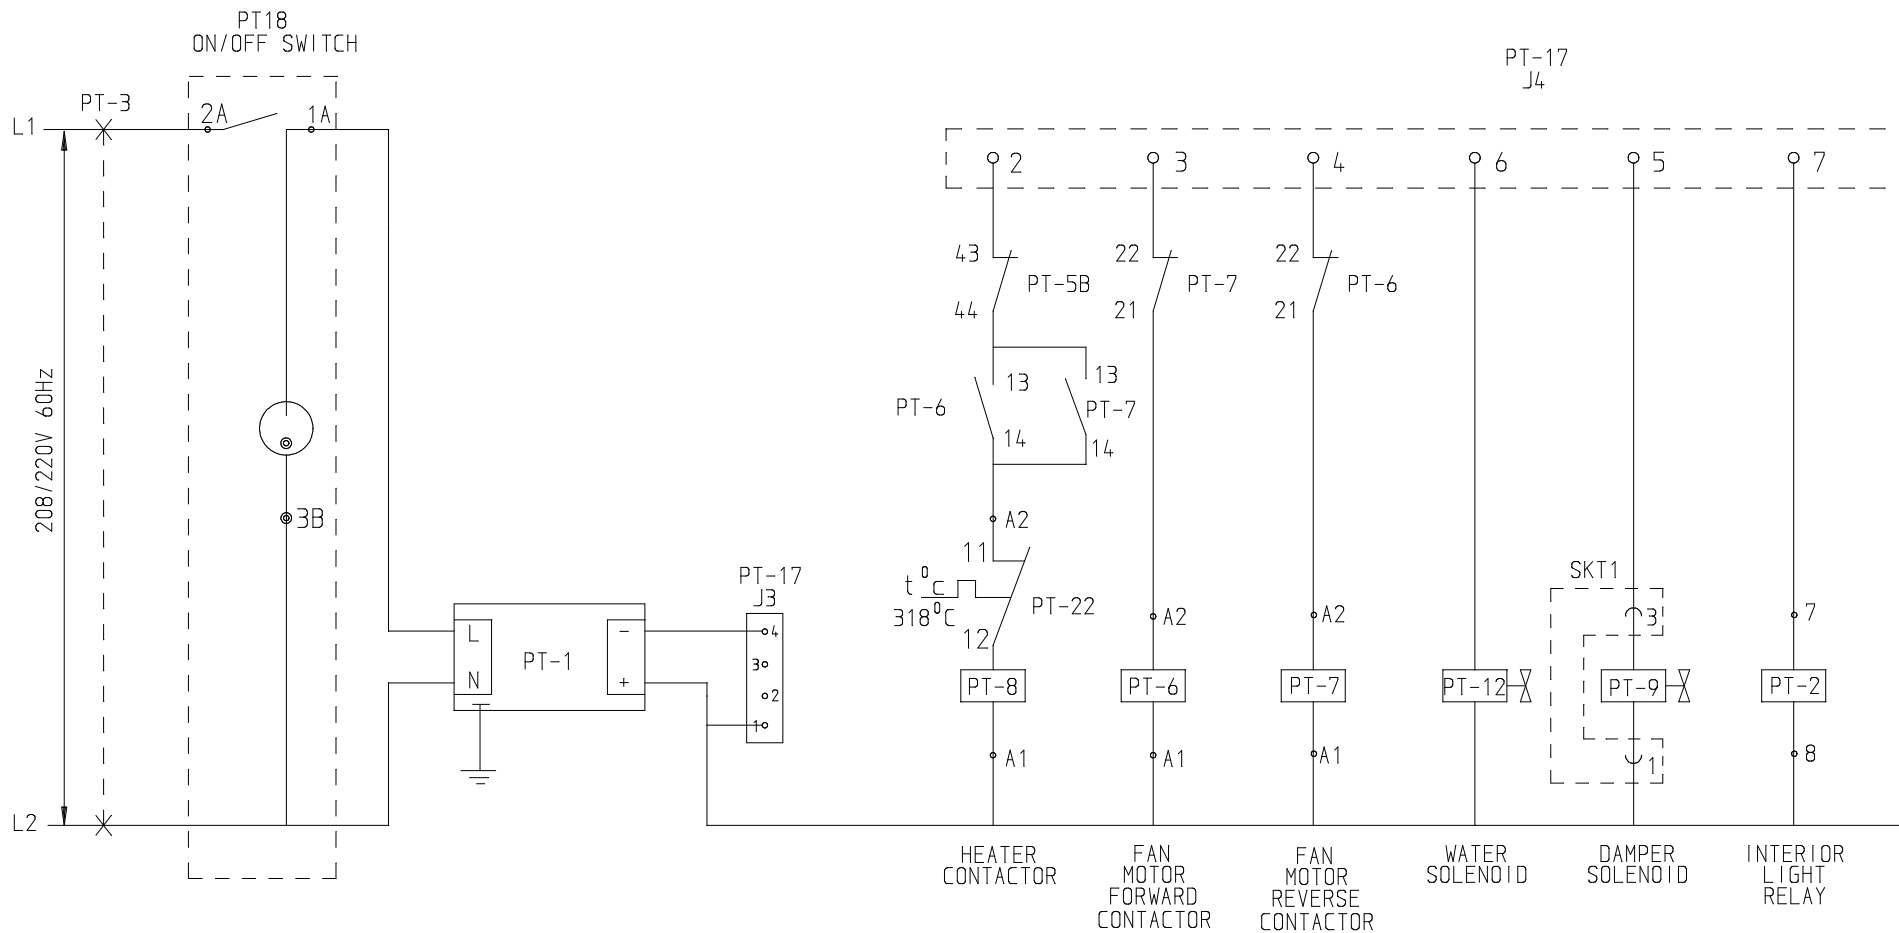 PT18
ON/OFF SWITCH
PT-17
J4
PT-3
2A
1A
L1
2
3
4
6
5
7
43
PT-5B
44
22
PT-7
21
22
PT-6
21
208/220V 60Hz
PT-6
13
14
13
PT-7
14
3B
A2
11
t°C
318°C
PT-22
12
SKT1
PT-17
J3
L
N
PT-1
-
+
4
3
2
1
A2
A2
3
7
PT-8
PT-6
PT-7
PT-12
PT-9
PT-2
A1
A1
A1
1
8
L2
HEATER
CONTACTOR
FAN
MOTOR
FORWARD
CONTACTOR
FAN
MOTOR
REVERSE
CONTACTOR
WATER
SOLENOID
DAMPER
SOLENOID
INTERIOR
LIGHT
RELAY